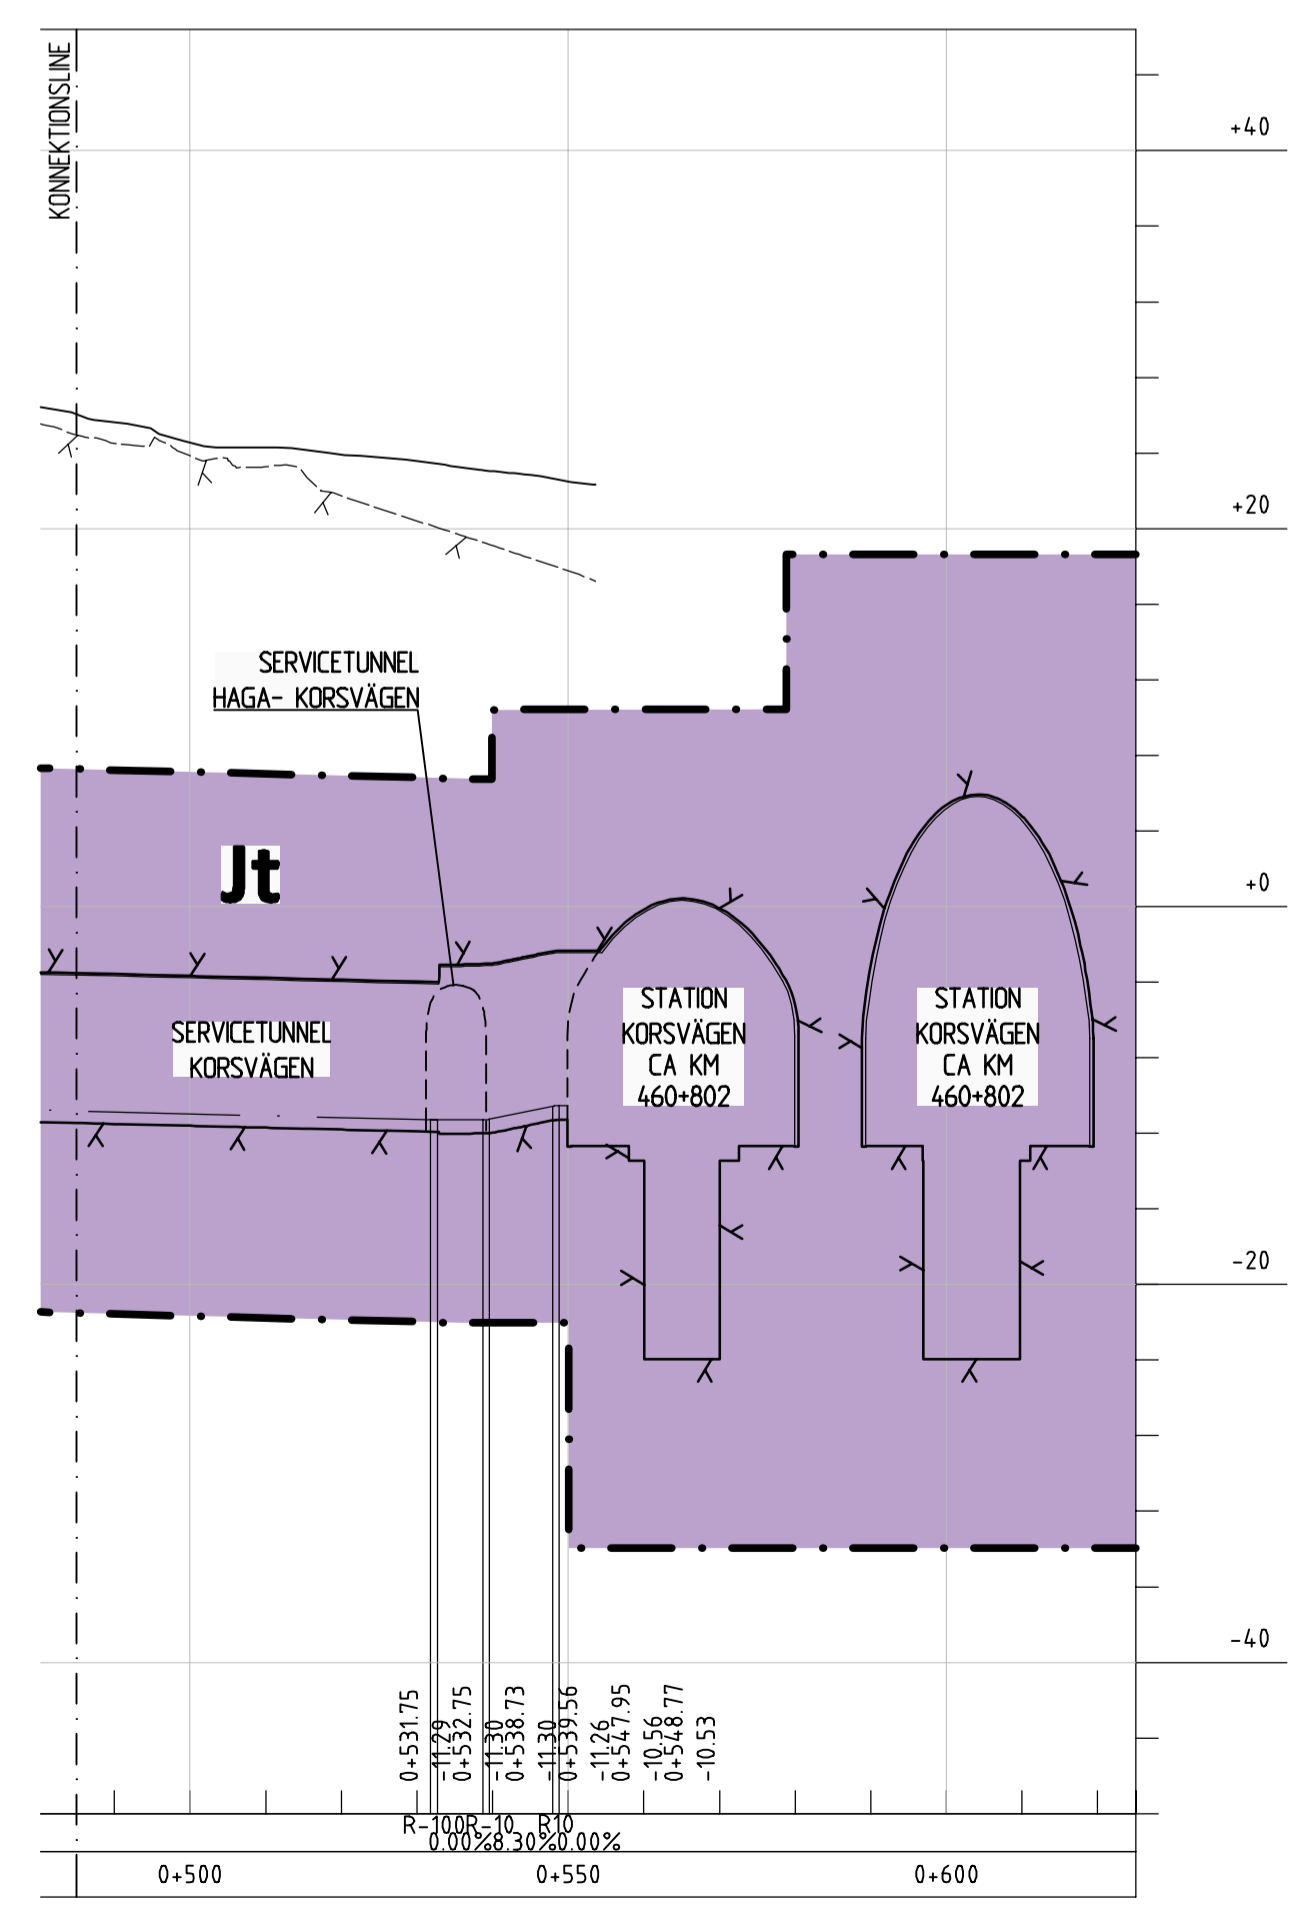 KONNEKTIONSLINE
+40
+20
SERVICETUNNEL
HAGA- KORSVÄGEN
Jt
+0
STATION
KORSVÄGEN
CA KM
460+802
STATION
KORSVÄGEN
CA KM
460+802
SERVICETUNNEL
KORSVÄGEN
-20
-40
0+531.75
-11.29
0+532.75
-11.30
0+538.73
-11.30
0+539.56
-11.26
0+547.95
-10.56
0+548.77
-10.53
R-100 R-10 R10
0.00% 8.30% 0.00%
0+500 0+550 0+600